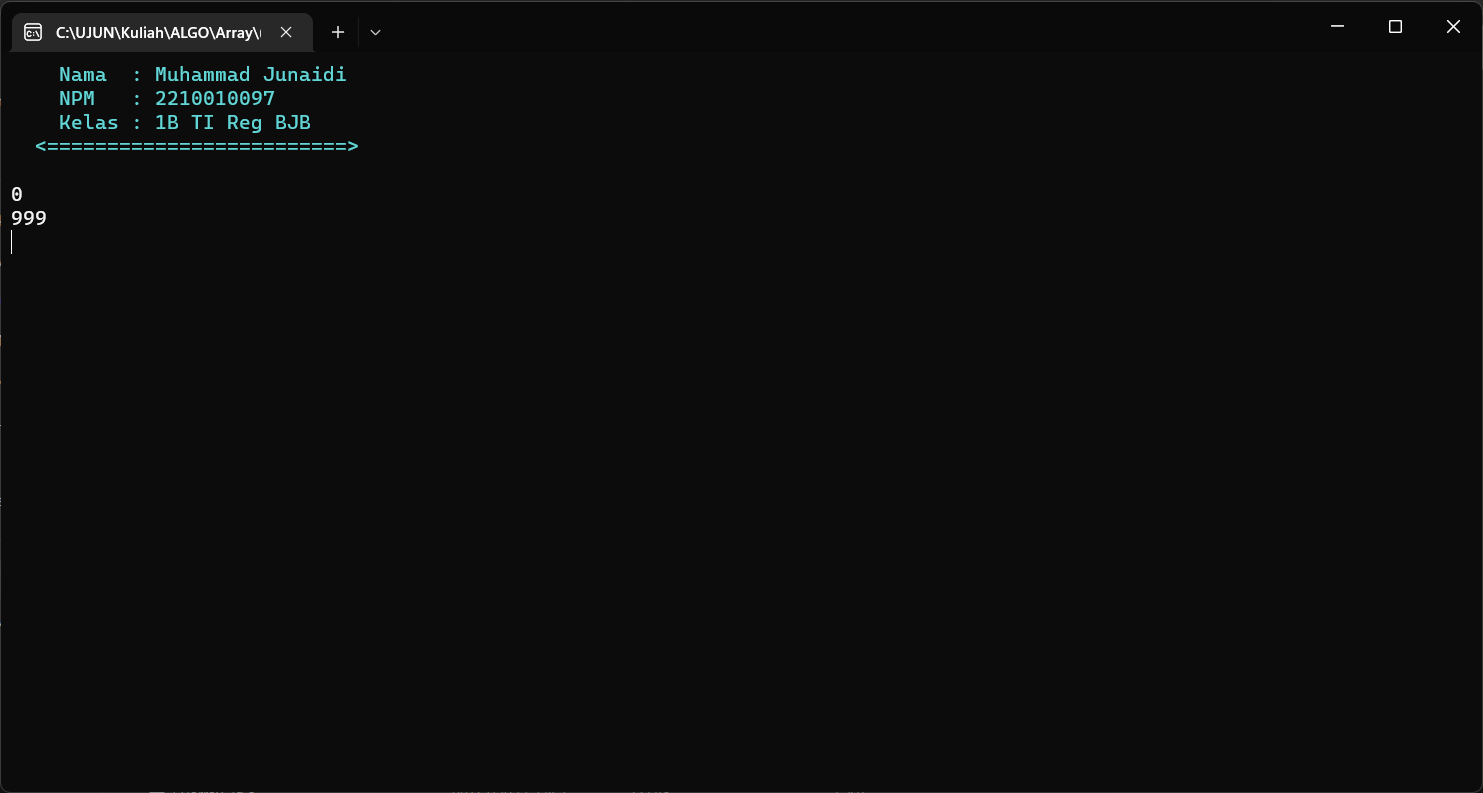 C:\UJUN\Kuliah\ALGO\Array\
Nama : Muhammad Junaidi
NPM : 2210010097
Kelas : 1B TI Reg BJB
<=========================>
0
999